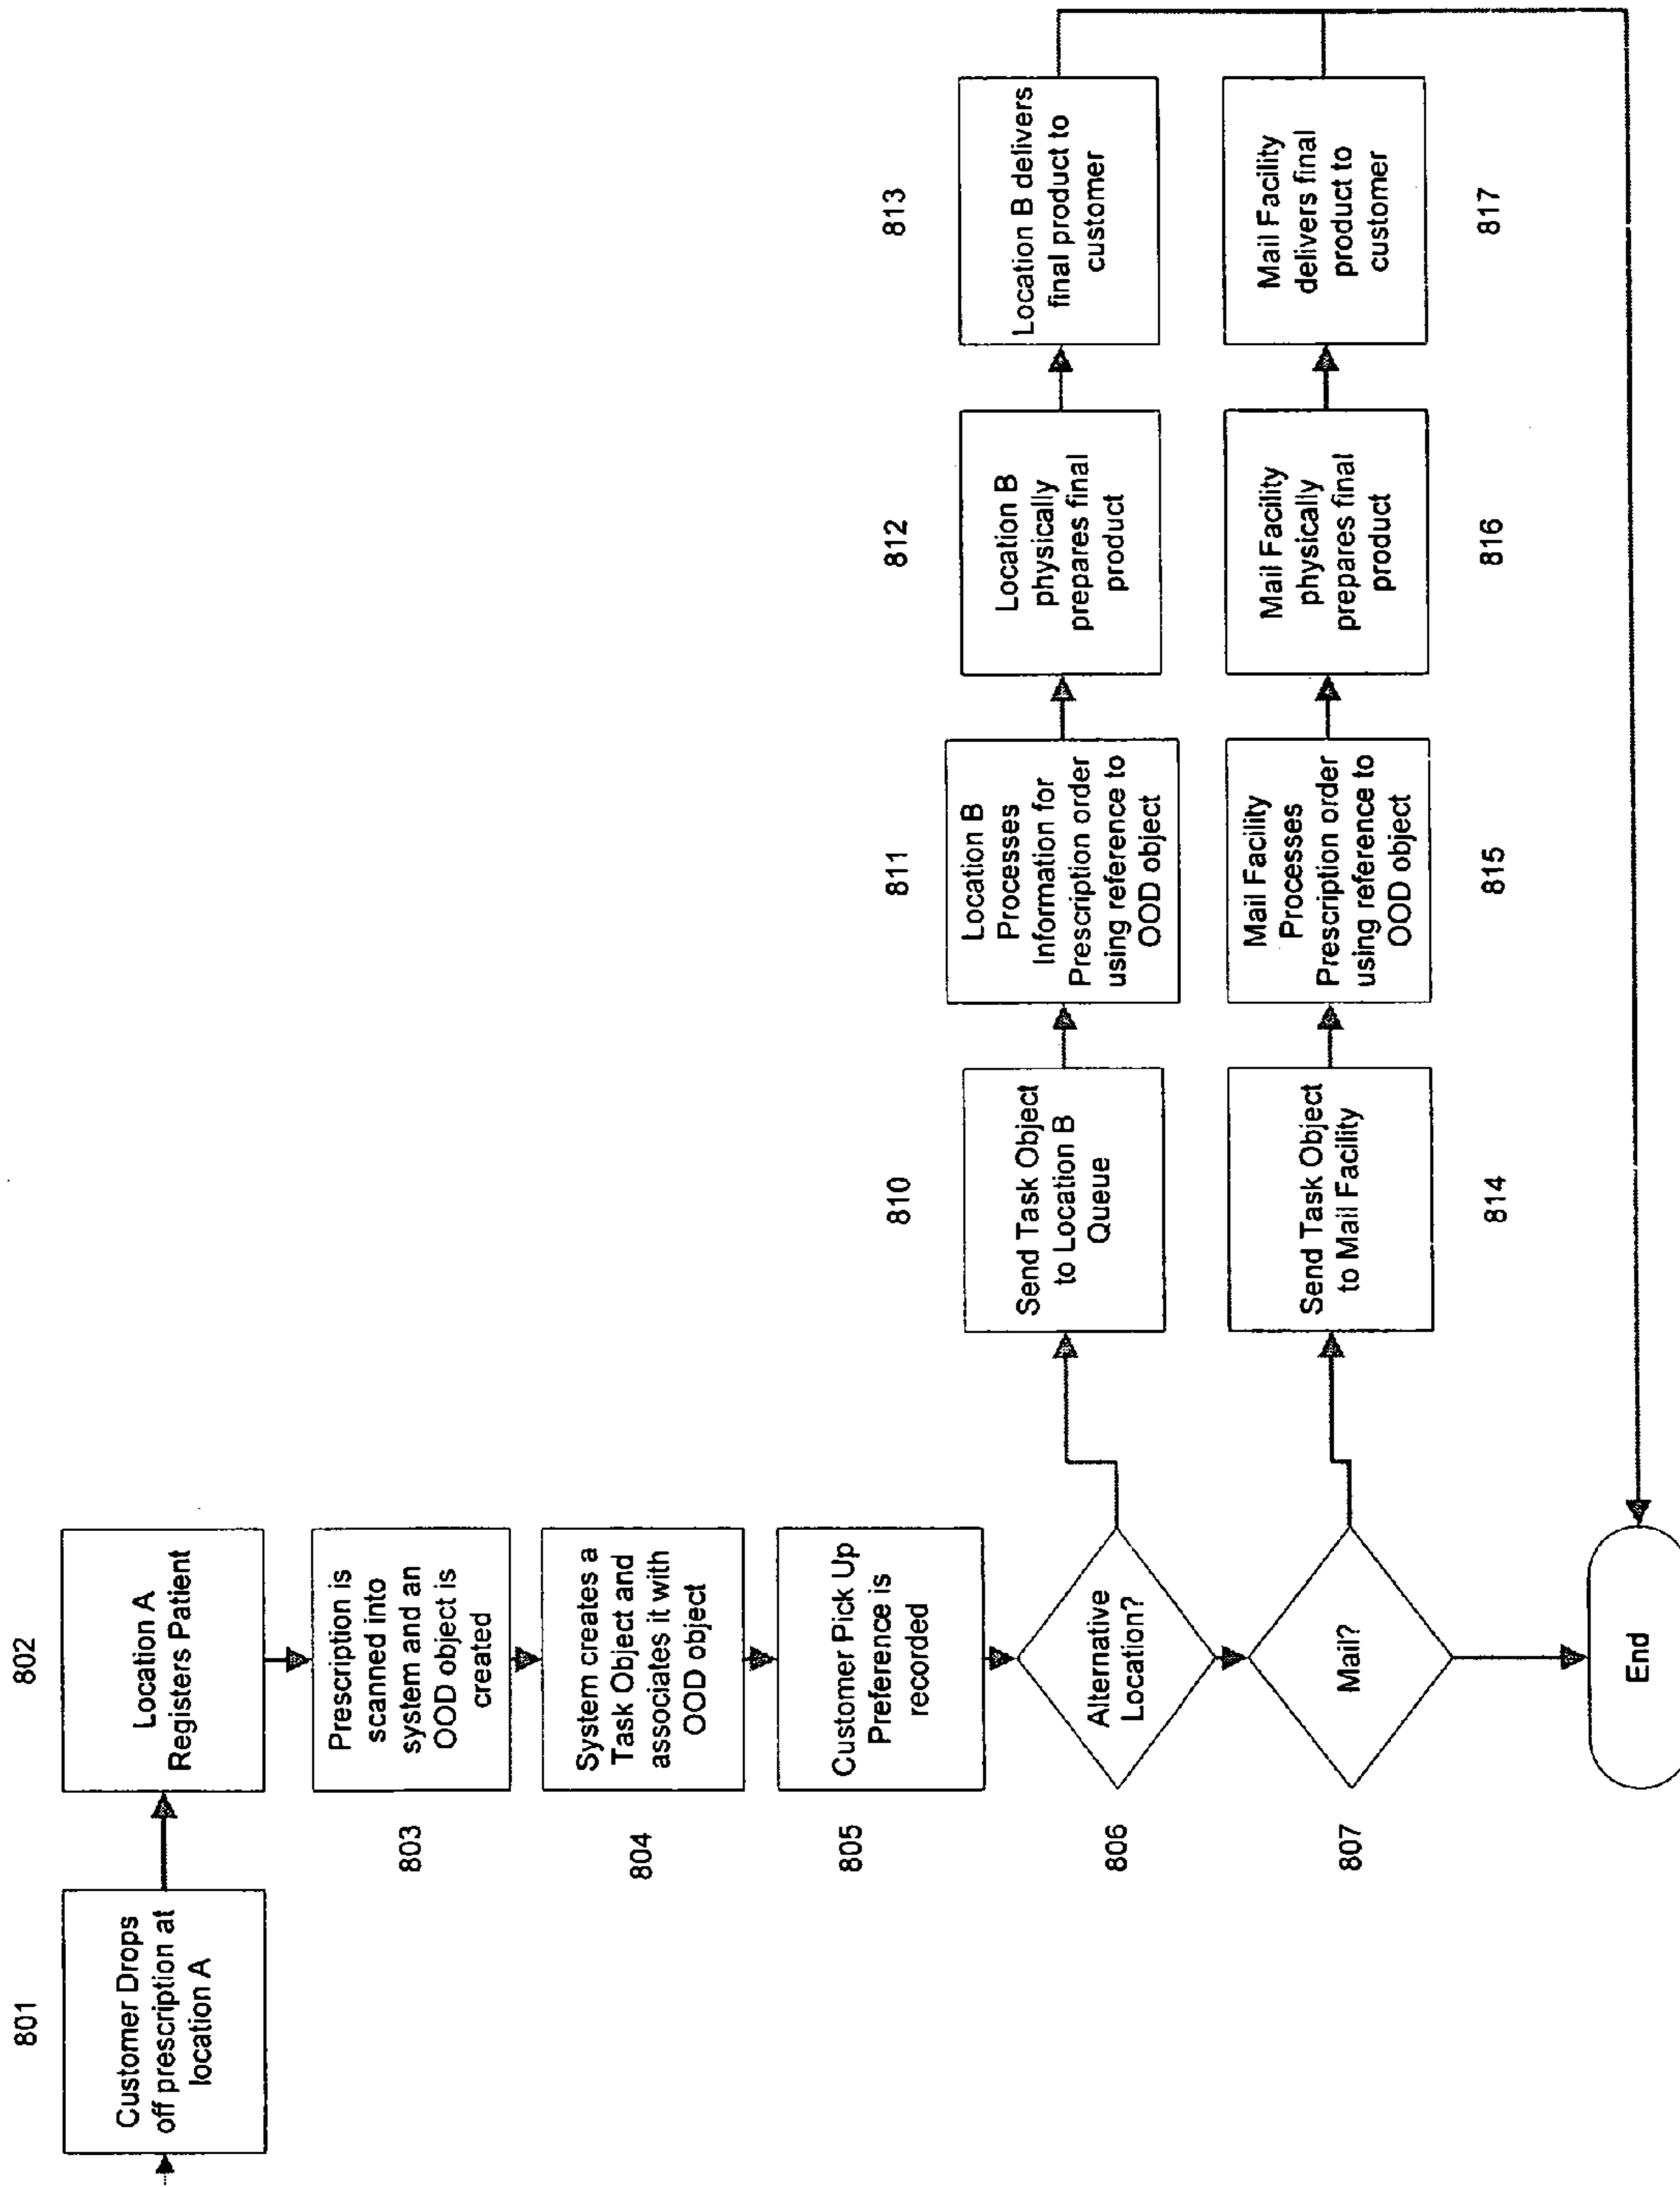 801
Customer Drops
off prescription at
location A
802
Location A
Registers Patient
803
Prescription is
scanned into
system and an
OOD object is
created
804
System creates a
Task Object and
associates it with
OOD object
805
Customer Pick Up
Preference is
recorded
806
Alternative
Location?
807
Mail?
End
810
Send Task Object
to Location B
Queue
811
Location B
Processes
Information for
Prescription order
using reference to
OOD object
812
Location B
physically
prepares final
product
813
Location B delivers
final product to
customer
814
Send Task Object
to Mail Facility
815
Mail Facility
Processes
Prescription order
using reference to
OOD object
816
Mail Facility
physically
prepares final
product
817
Mail Facility
delivers final
product to
customer